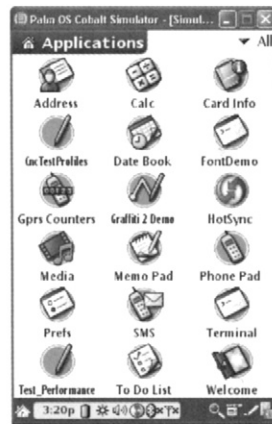 Palm OS Cobalt Simulator - [Simul...
Applications
All
Address Calc Card Info
CncTestProfiles Date Book FontDemo
Gprs Counters Graffiti 2 Demo HotSync
Media Memo Pad Phone Pad
Prefs SMS Terminal
Test_Performance To Do List Welcome
3:20p